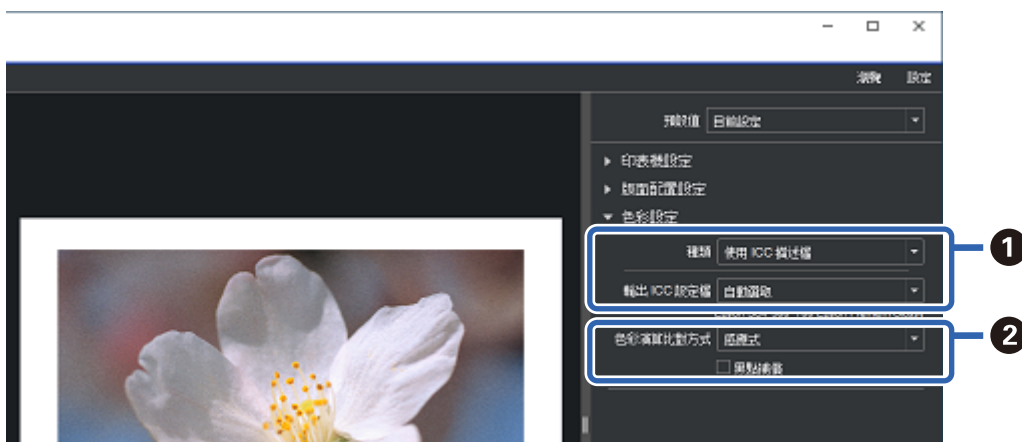 瀏覽 設定
預設值 目前設定
印表機設定
版面配置設定
色彩設定
種類 使用 ICC 描述檔
1
輸出 ICC 設定檔 自動選取
色彩演算比對方式 感應式
2
黑點補償